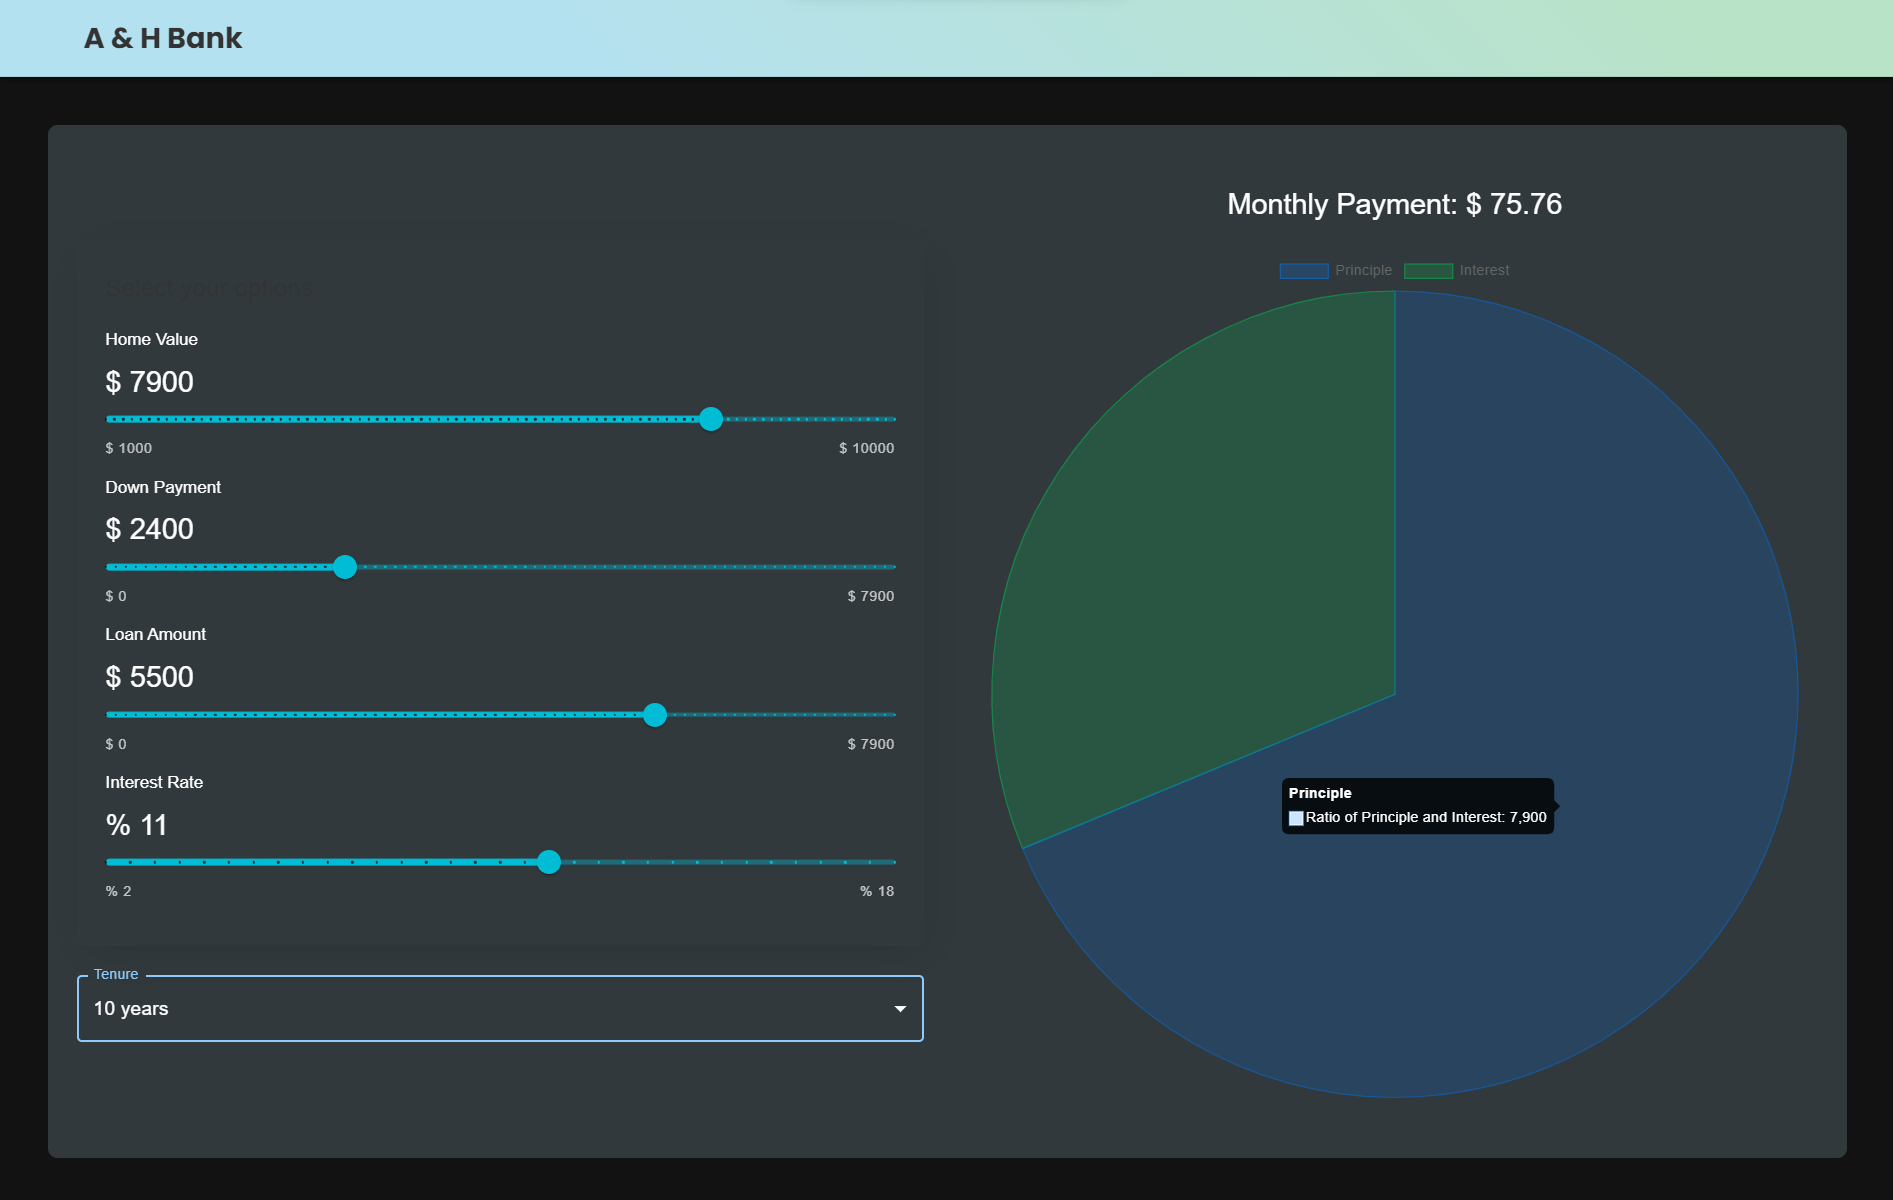 A & H Bank
Select your options
Home Value
$ 7900
$ 1000 $ 10000
Down Payment
$ 2400
$ 0 $ 7900
Loan Amount
$ 5500
$ 0 $ 7900
Interest Rate
% 11
% 2 % 18
Tenure
10 years
Monthly Payment: $ 75.76
Principle Interest
Principle
Ratio of Principle and Interest: 7,900